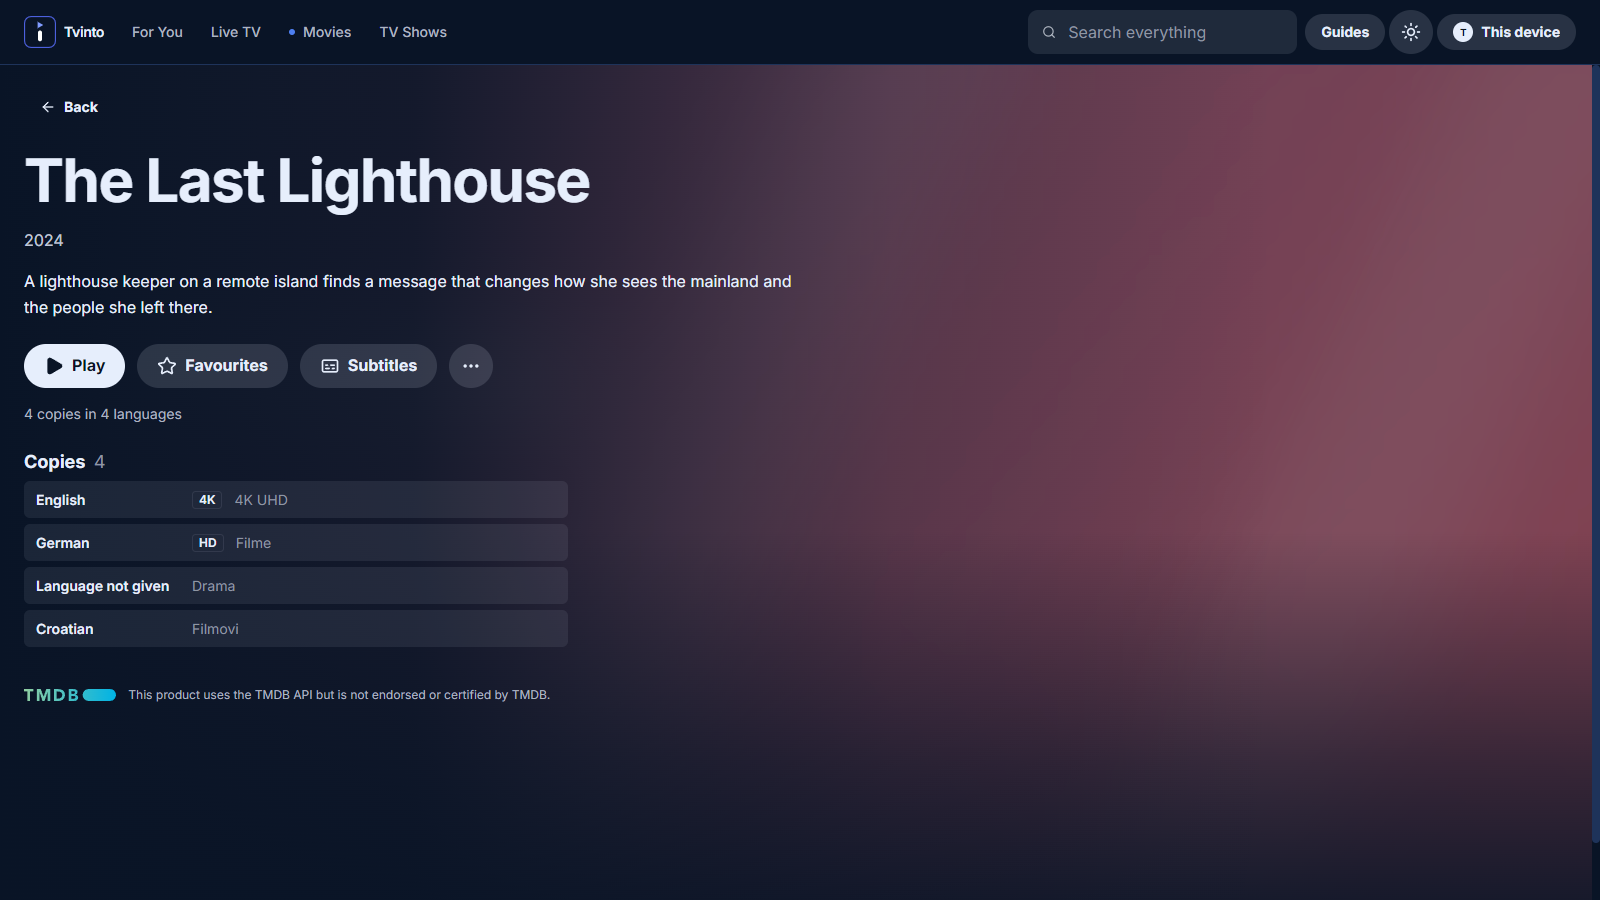 Tvinto
For You
Live TV
Movies
TV Shows
Search everything
Guides
T
This device
Back
The Last Lighthouse
2024
A lighthouse keeper on a remote island finds a message that changes how she sees the mainland and
the people she left there.
Play
Favourites
Subtitles
4 copies in 4 languages
Copies 4
English 4K 4K UHD
German HD Filme
Language not given Drama
Croatian Filmovi
TMDB This product uses the TMDB API but is not endorsed or certified by TMDB.